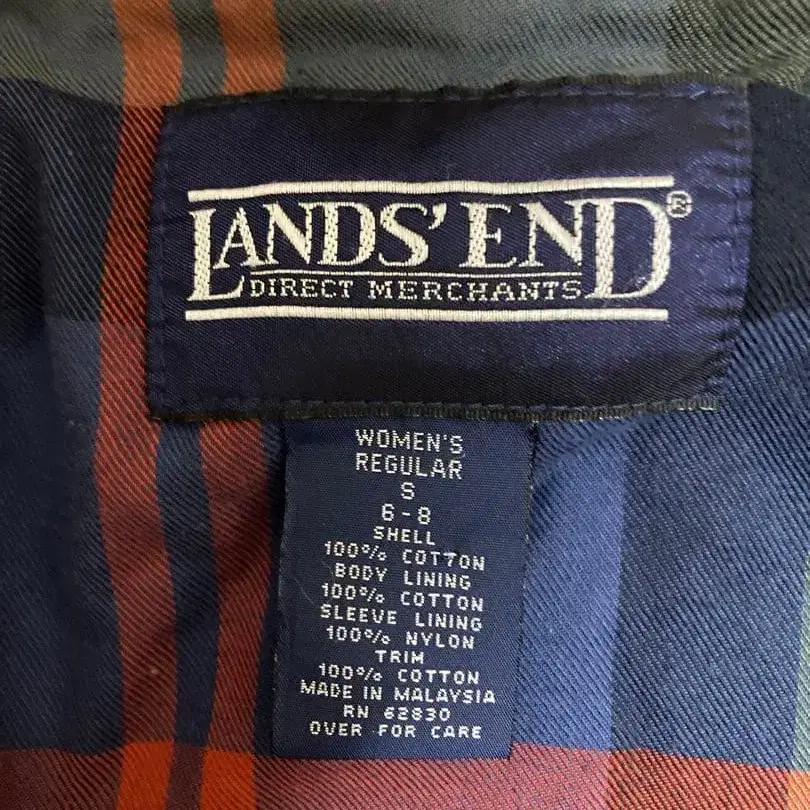 LANDS' END®
DIRECT MERCHANTS
WOMEN'S
REGULAR
S
6-8
SHELL
100% COTTON
BODY LINING
100% COTTON
SLEEVE LINING
100% NYLON
TRIM
100% COTTON
MADE IN MALAYSIA
RN 62830
OVER FOR CARE